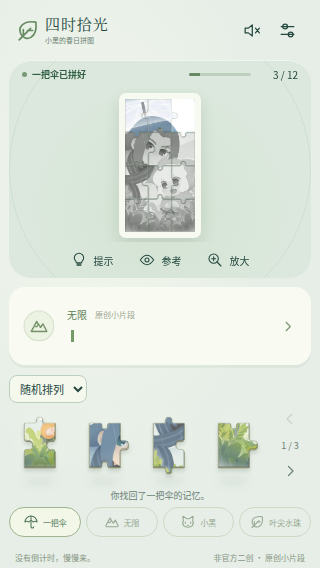 四时拾光
小黑的春日拼图
一把伞已拼好
3 / 12
提示
参考
放大
无限 原创小片段
随机排列
1 / 3
你找回了一把伞的记忆。
一把伞
无限
小黑
叶尖水珠
没有倒计时，慢慢来。
非官方二创 · 原创小片段